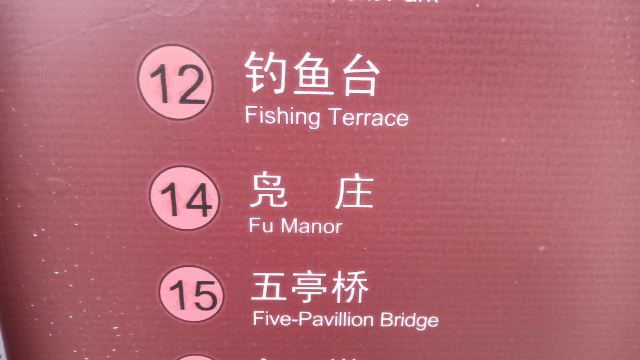 12 钓鱼台
Fishing Terrace
14 凫 庄
Fu Manor
15 五亭桥
Five-Pavillion Bridge